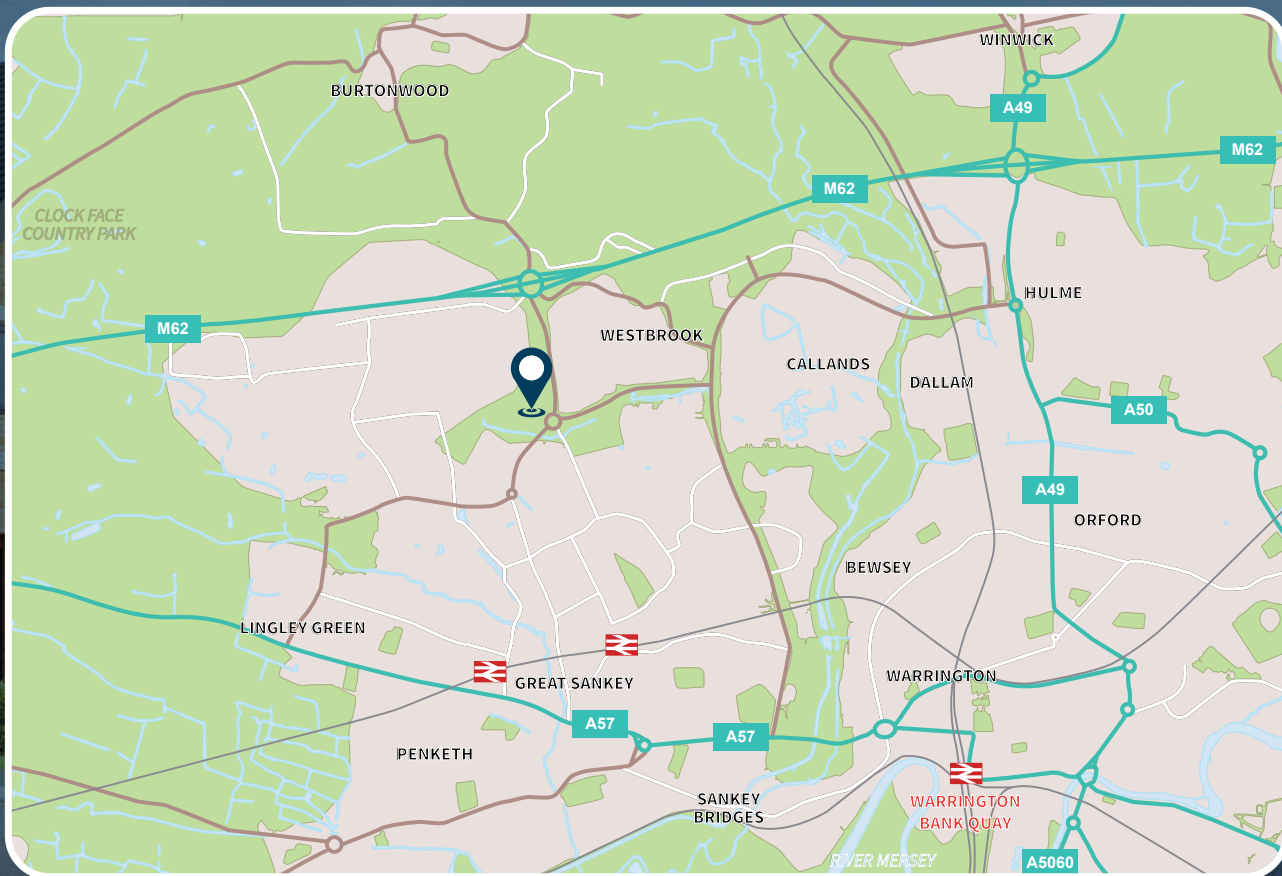 WINWICK
BURTONWOOD
A49
M62
M62
CLOCK FACE
COUNTRY PARK
HULME
M62
WESTBROOK
CALLANDS
DALLAM
A50
A49
ORFORD
BEWSEY
LINGLEY GREEN
WARRINGTON
GREAT SANKEY
A57
A57
PENKETH
SANKEY
BRIDGES
WARRINGTON
BANK QUAY
RIVER MERSEY
A5060